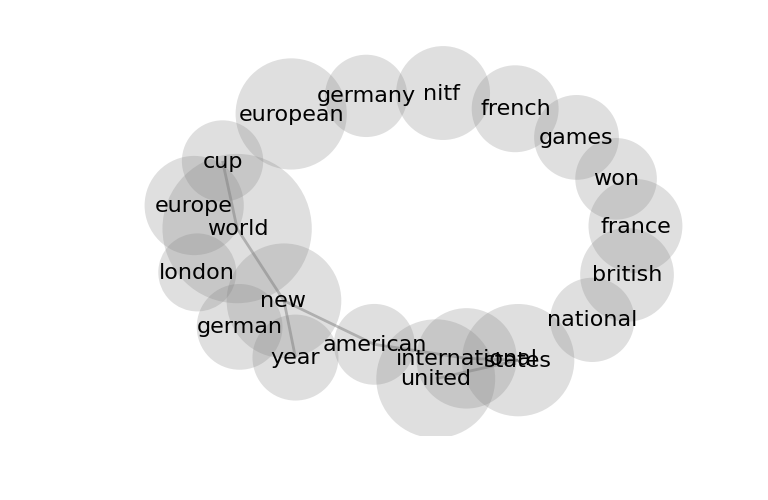 nitf
germany
french
european
games
cup
won
europe
france
world
london
british
new
national
german
american
year
international
states
united